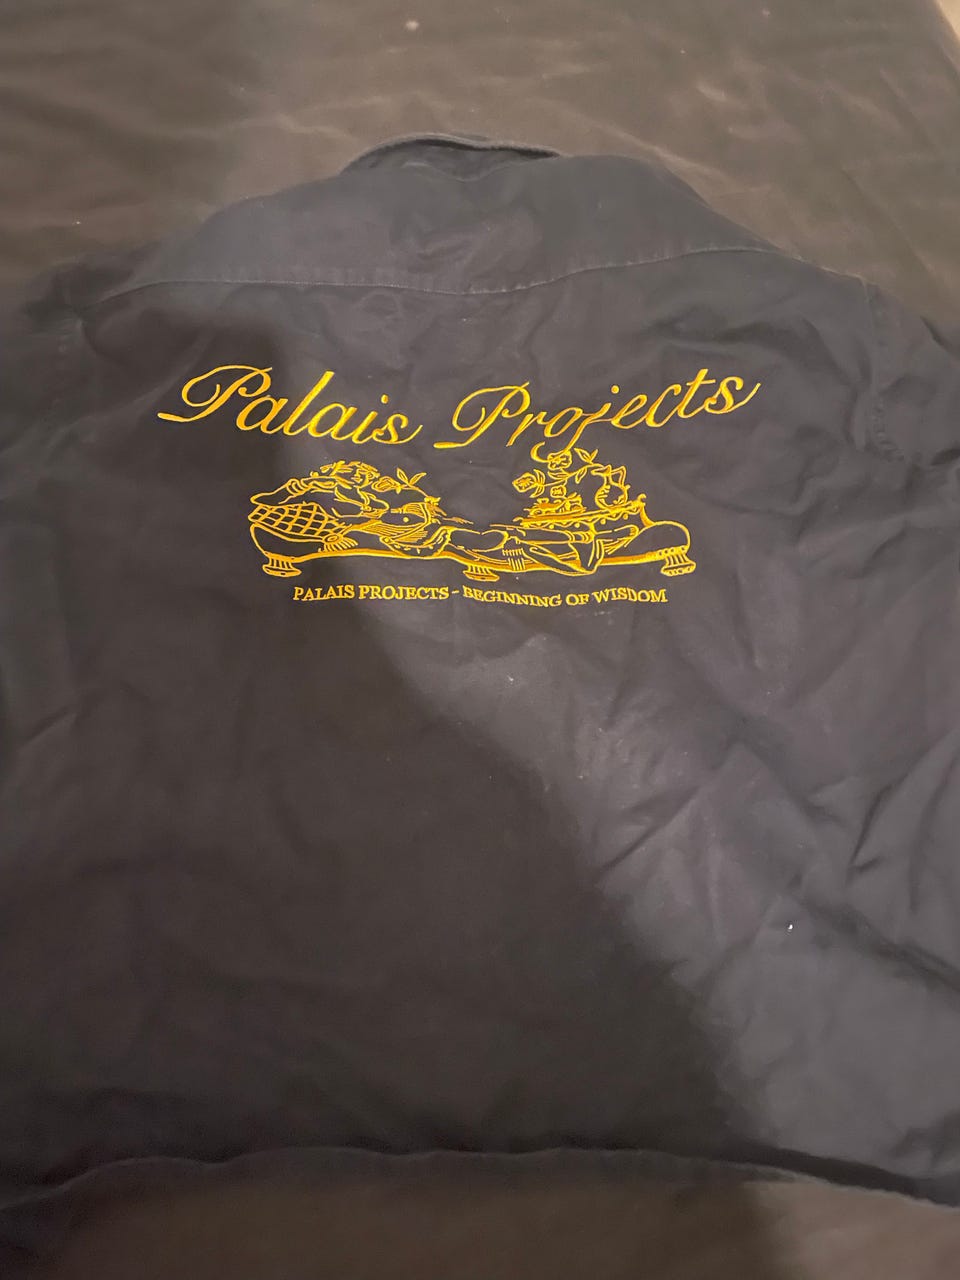 Palais Projects
PALAIS PROJECTS - BEGINNING OF WISDOM